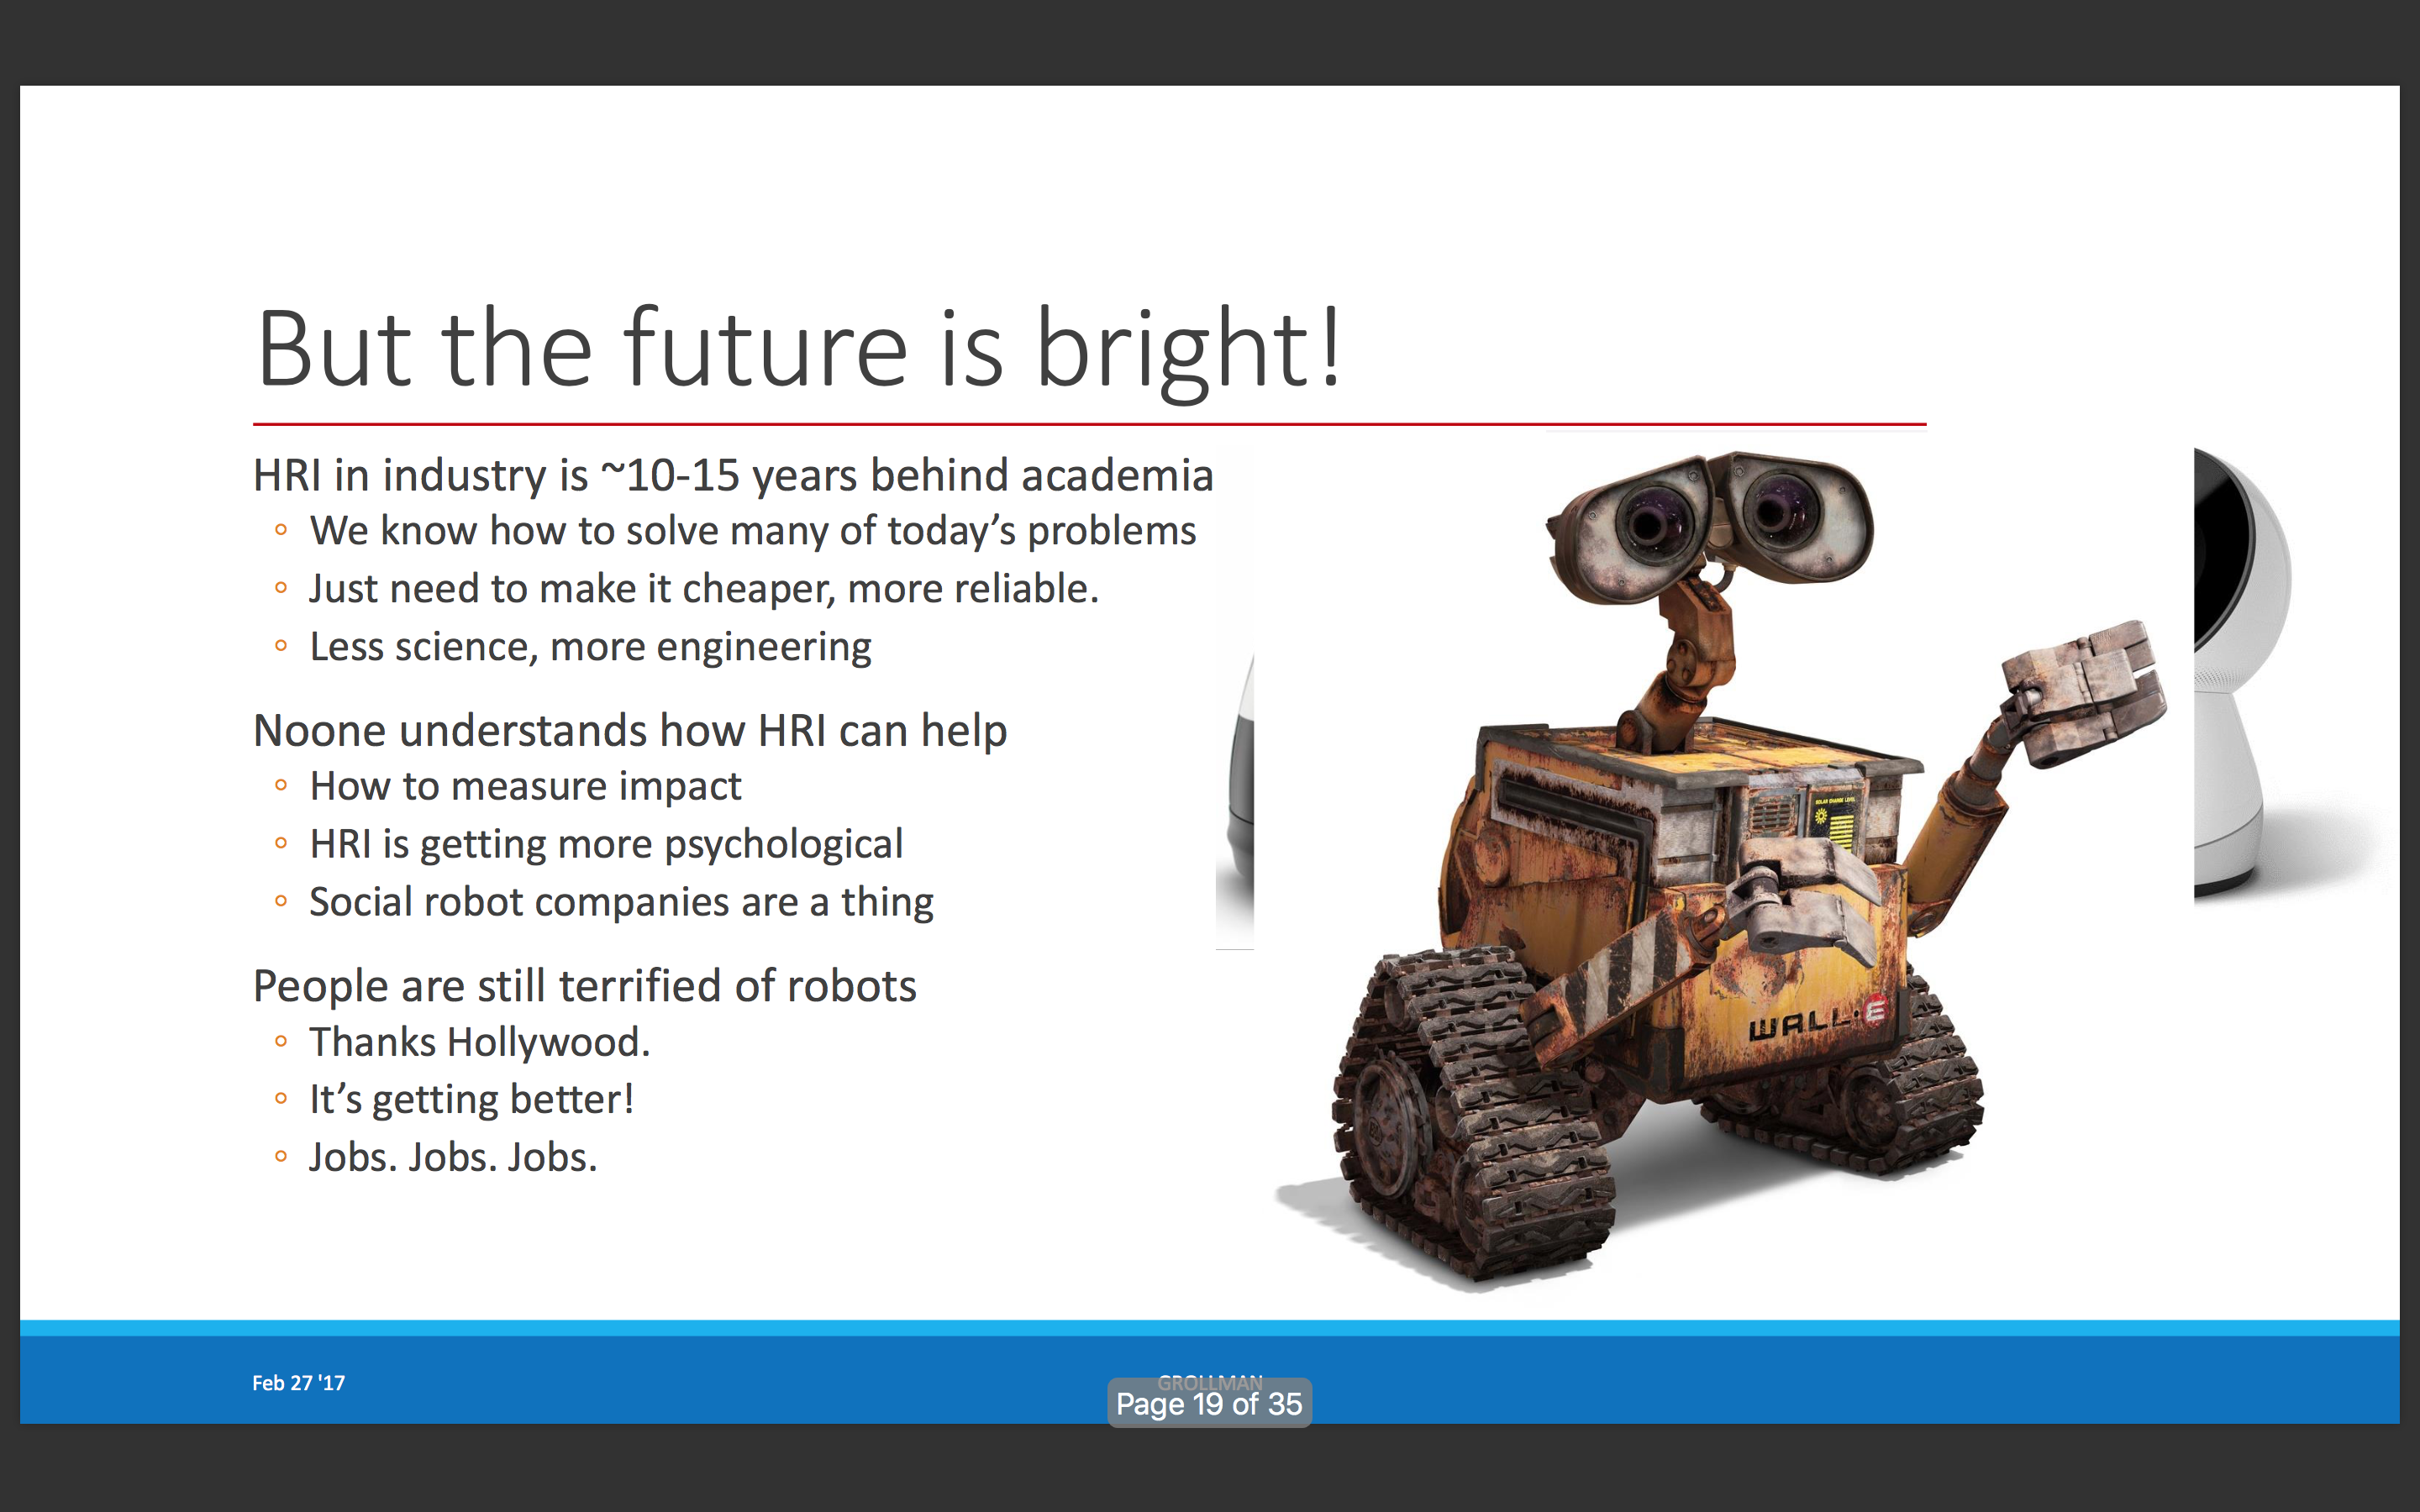 But the future is bright!
HRI in industry is ~10-15 years behind academia
We know how to solve many of today's problems
Just need to make it cheaper, more reliable.
Less science, more engineering
Noone understands how HRI can help
How to measure impact
HRI is getting more psychological
Social robot companies are a thing
People are still terrified of robots
Thanks Hollywood.
It's getting better!
Jobs. Jobs. Jobs.
SOLAR CHARGE LEVEL
WALL·E
Feb 27 '17
GROLLMAN
Page 19 of 35